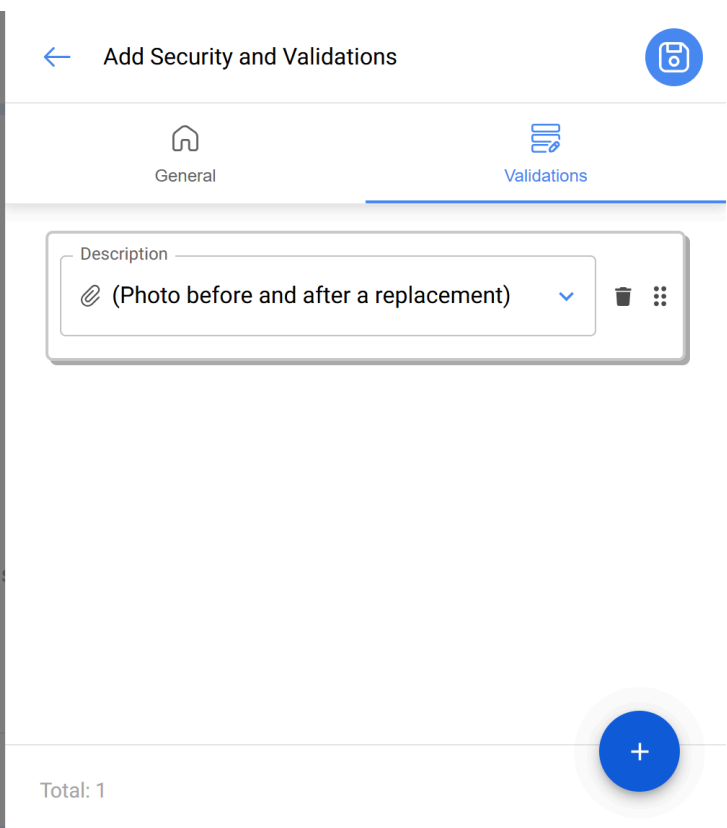 Add Security and Validations
General
Validations
Description
(Photo before and after a replacement)
Total: 1